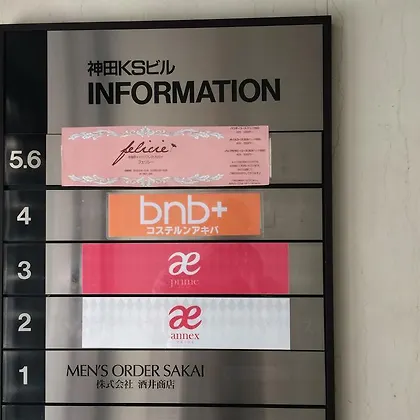 神田KSビル
INFORMATION
5.6
felicie
4
bnb+
コステルンアキバ
3
æ
prime
2
æ
annex
1
MEN'S ORDER SAKAI
株式会社 酒井商店